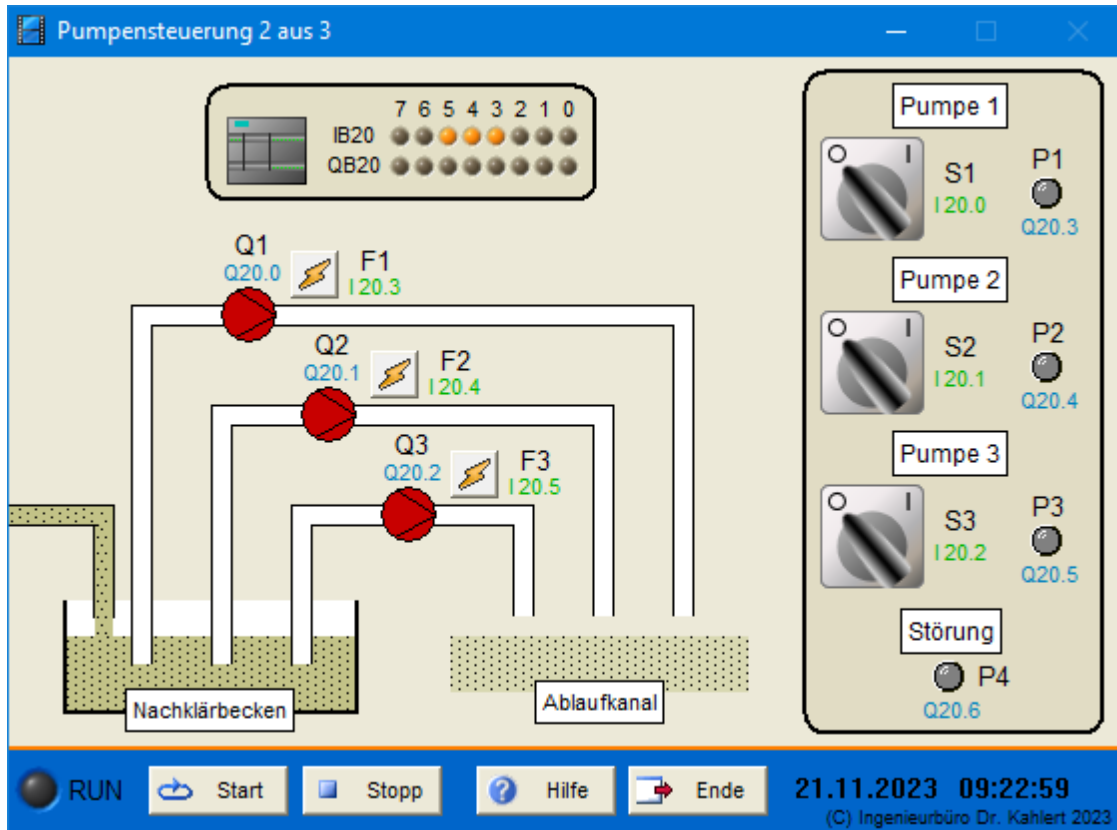 Pumpensteuerung 2 aus 3
7 6 5 4 3 2 1 0
IB20
QB20
Q1
Q20.0
F1
I 20.3
Q2
Q20.1
F2
I 20.4
Q3
Q20.2
F3
I 20.5
Nachklärbecken
Ablaufkanal
Pumpe 1
O I
S1
I 20.0
P1
Q20.3
Pumpe 2
O I
S2
I 20.1
P2
Q20.4
Pumpe 3
O I
S3
I 20.2
P3
Q20.5
Störung
P4
Q20.6
RUN
Start
Stopp
? Hilfe
Ende
21.11.2023 09:22:59
(C) Ingenieurbüro Dr. Kahlert 2023